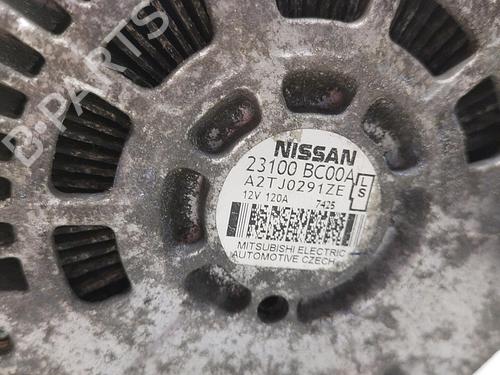 B-PARTS
NISSAN
23100 BC00A
A2TJ0291ZE
L
S
12V 120A 7425
MITSUBISHI ELECTRIC
AUTOMOTIVE CZECH